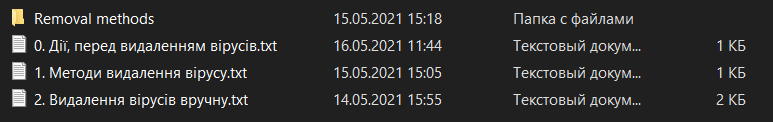 Removal methods 15.05.2021 15:18 Папка с файлами
0. Дії, перед видаленням вірусів.txt 16.05.2021 11:44 Текстовый докум... 1 КБ
1. Методи видалення вірусу.txt 15.05.2021 15:05 Текстовый докум... 1 КБ
2. Видалення вірусів вручну.txt 14.05.2021 15:55 Текстовый докум... 2 КБ